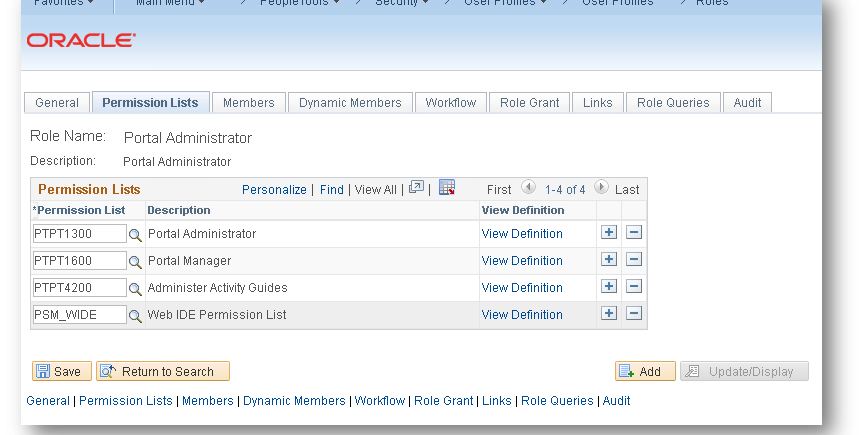 Favorites Main Menu > PeopleTools > Security > User Profiles > User Profiles > Roles
ORACLE'
General Permission Lists Members Dynamic Members Workflow Role Grant Links Role Queries Audit
Role Name: Portal Administrator
Description: Portal Administrator
Permission Lists Personalize | Find | View All | | First 1-4 of 4 Last
*Permission List Description View Definition
PTPT1300 Portal Administrator View Definition
PTPT1600 Portal Manager View Definition
PTPT4200 Administer Activity Guides View Definition
PSM_WIDE Web IDE Permission List View Definition
Save Return to Search Add Update/Display
General | Permission Lists | Members | Dynamic Members | Workflow | Role Grant | Links | Role Queries | Audit